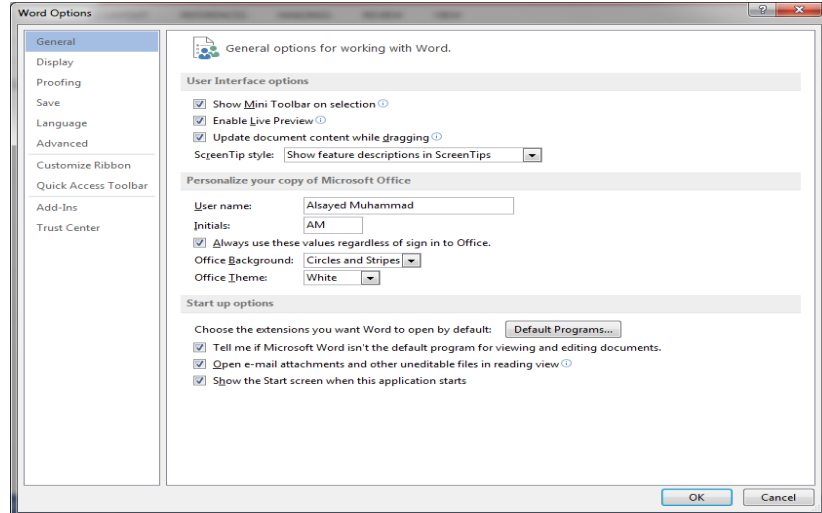 Word Options
General
Display
Proofing
Save
Language
Advanced
Customize Ribbon
Quick Access Toolbar
Add-Ins
Trust Center
General options for working with Word.
User Interface options
Show Mini Toolbar on selection
Enable Live Preview
Update document content while dragging
ScreenTip style: Show feature descriptions in ScreenTips
Personalize your copy of Microsoft Office
User name: Alsayed Muhammad
Initials: AM
Always use these values regardless of sign in to Office.
Office Background: Circles and Stripes
Office Theme: White
Start up options
Choose the extensions you want Word to open by default: Default Programs...
Tell me if Microsoft Word isn't the default program for viewing and editing documents.
Open e-mail attachments and other uneditable files in reading view
Show the Start screen when this application starts
OK Cancel